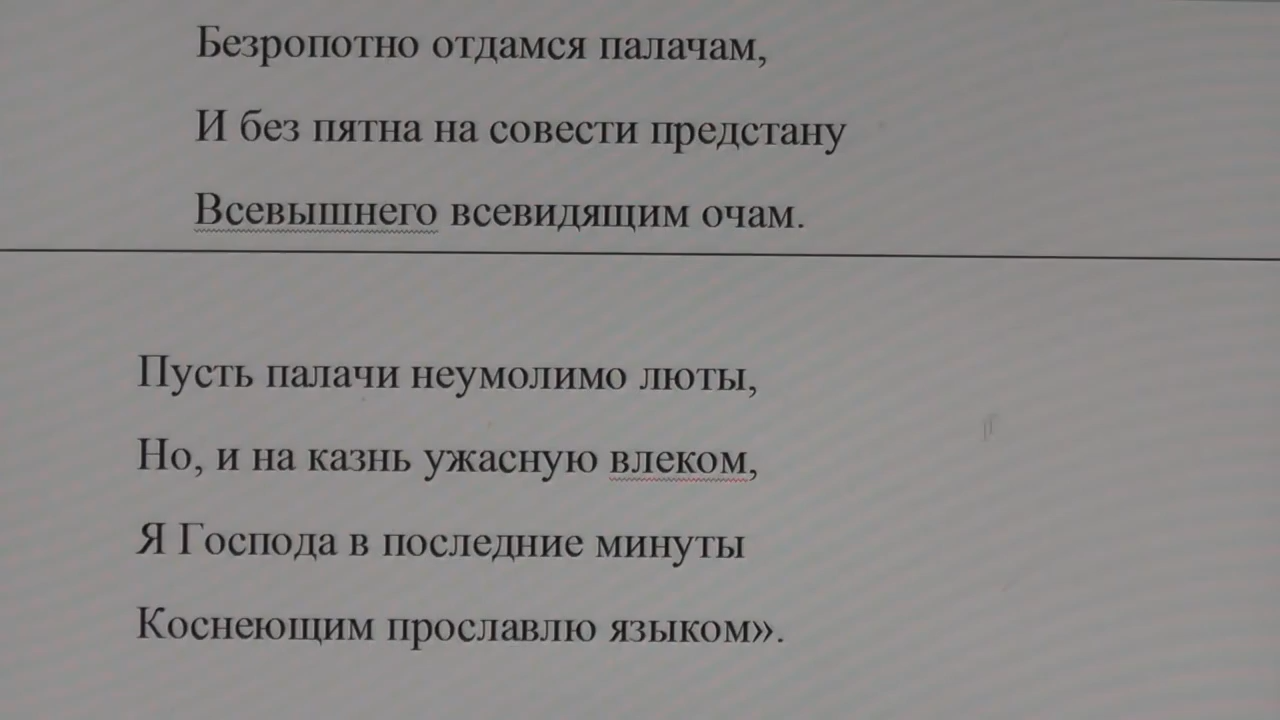 Безропотно отдамся палачам,
И без пятна на совести предстану
Всевышнего всевидящим очам.
Пусть палачи неумолимо люты,
Но, и на казнь ужасную влеком,
Я Господа в последние минуты
Коснеющим прославлю языком».